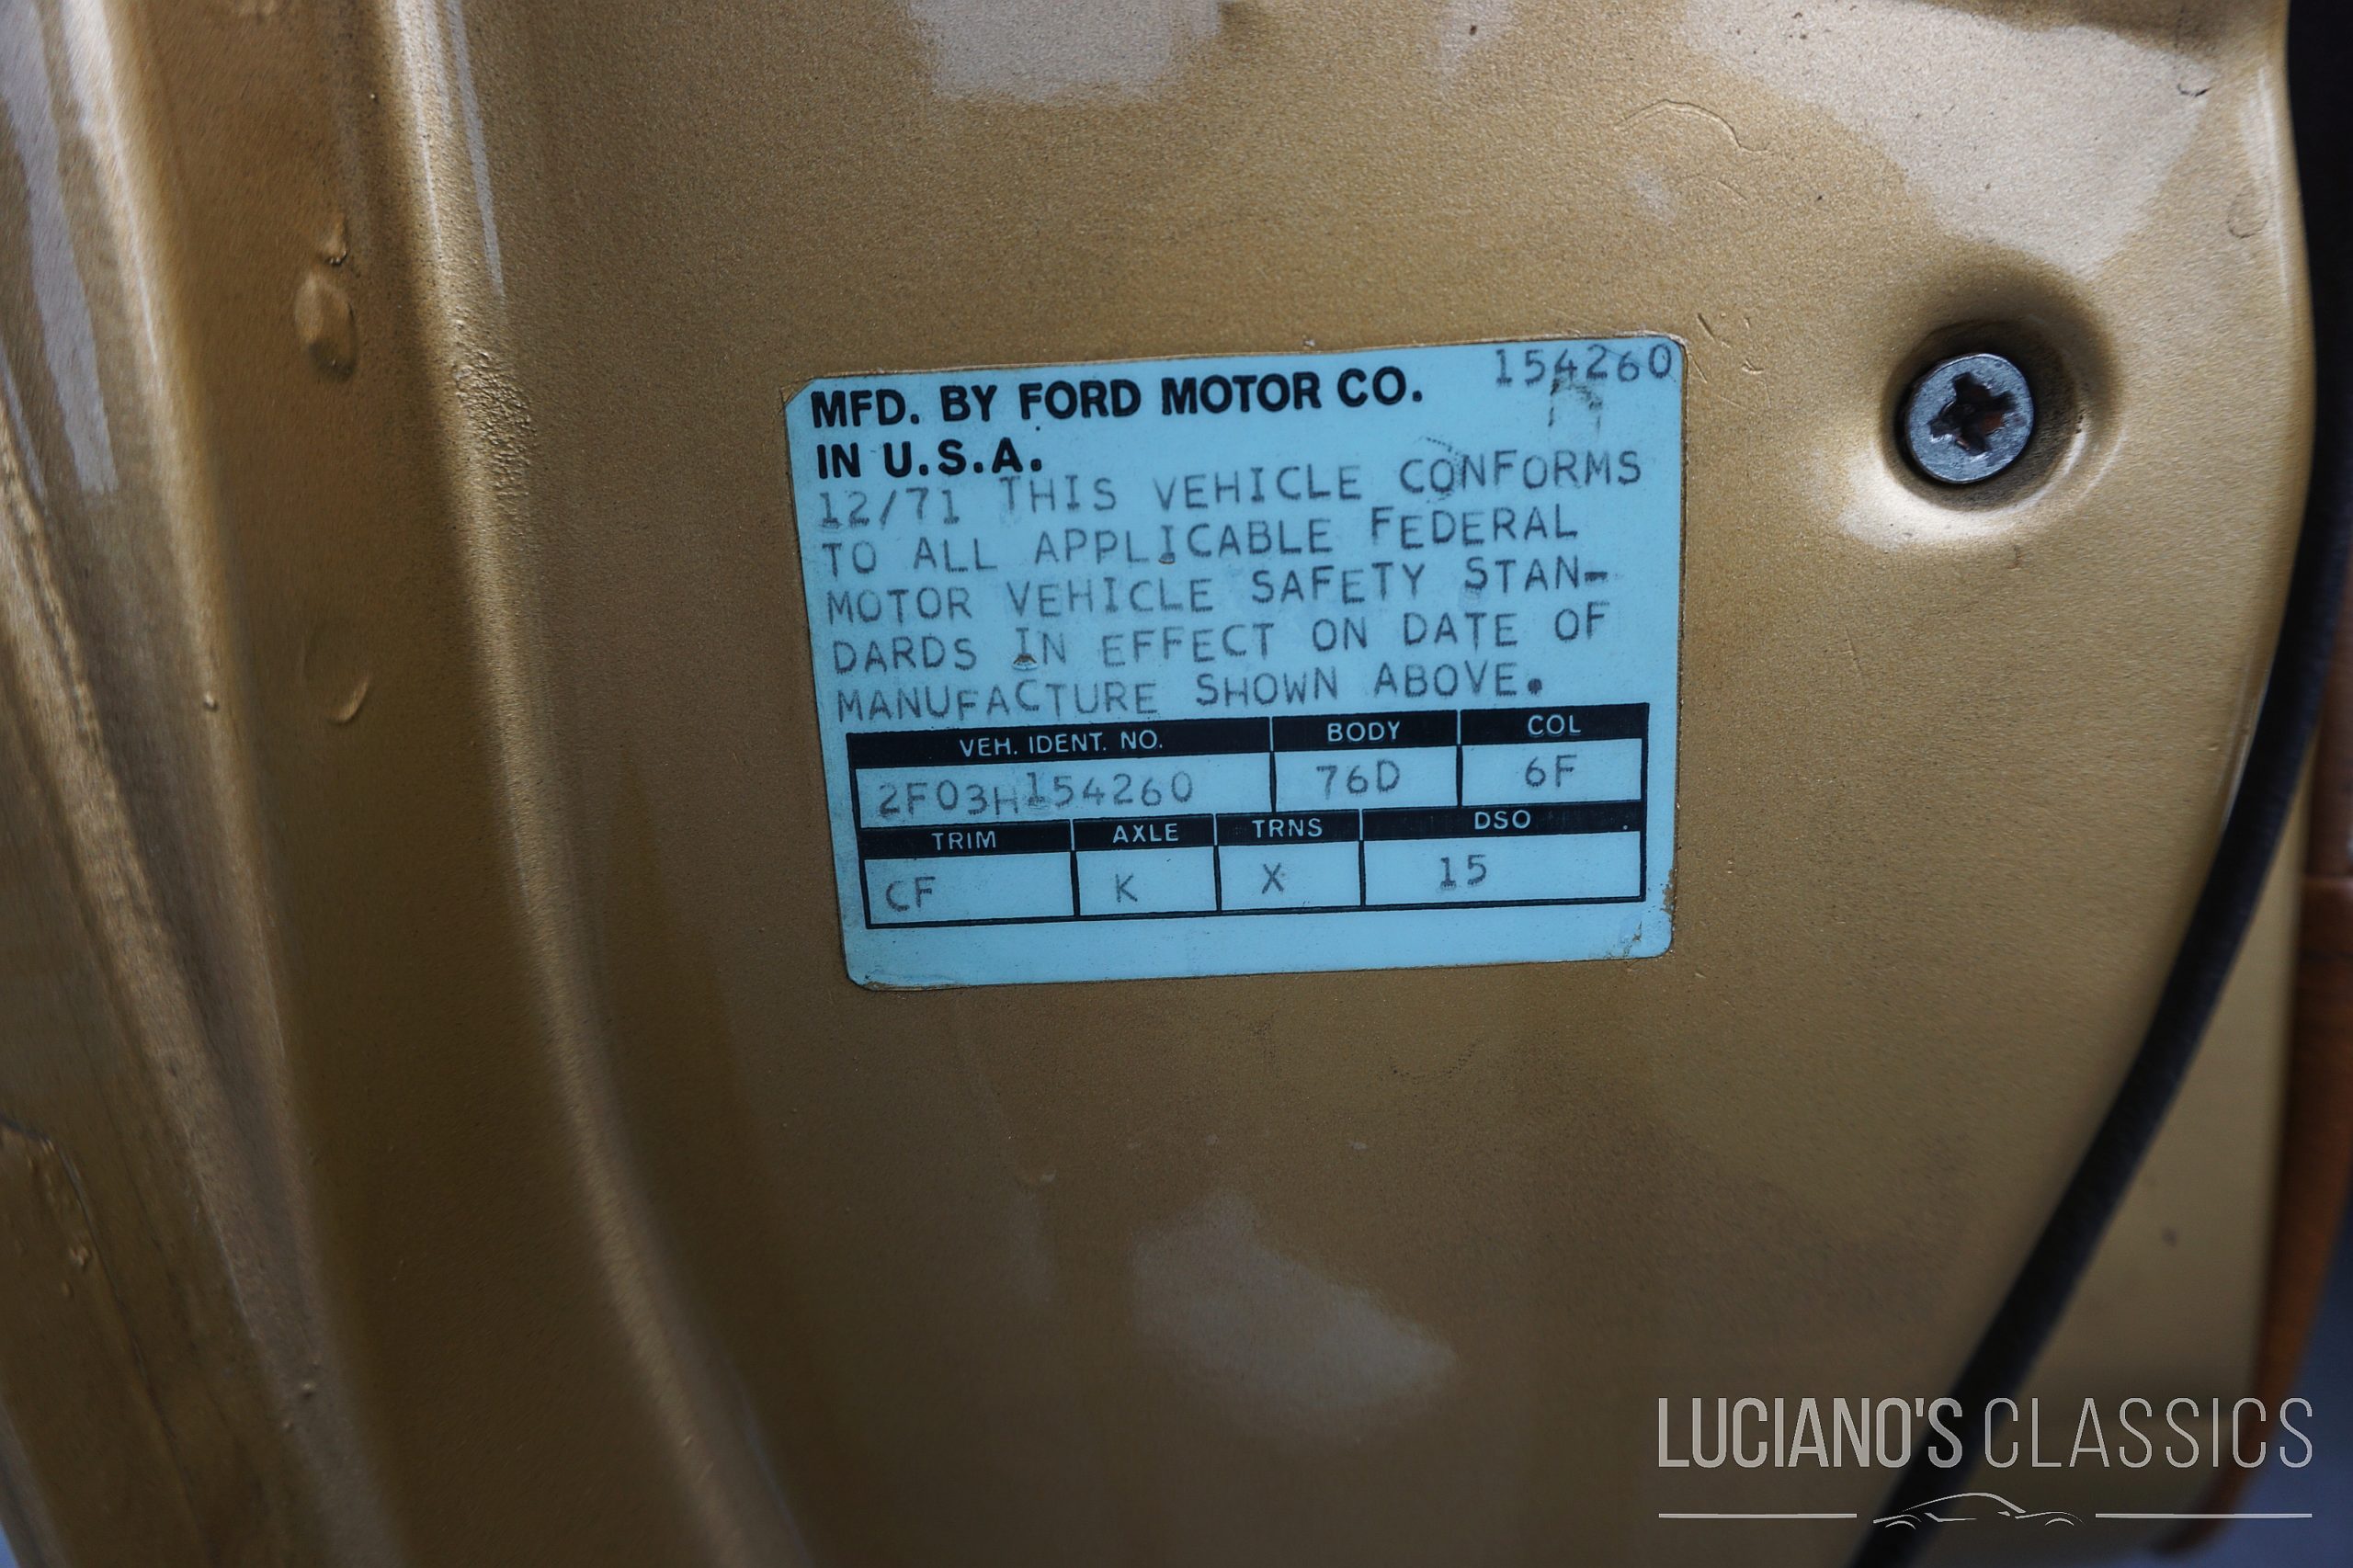 154260
MFD. BY FORD MOTOR CO.
IN U.S.A.
12/71 THIS VEHICLE CONFORMS
TO ALL APPLICABLE FEDERAL
MOTOR VEHICLE SAFETY STAN-
DARDS IN EFFECT ON DATE OF
MANUFACTURE SHOWN ABOVE.
VEH. IDENT. NO. BODY COL
2F03H154260 76D 6F
TRIM AXLE TRNS DSO
CF K X 15
LUCIANO'S CLASSICS